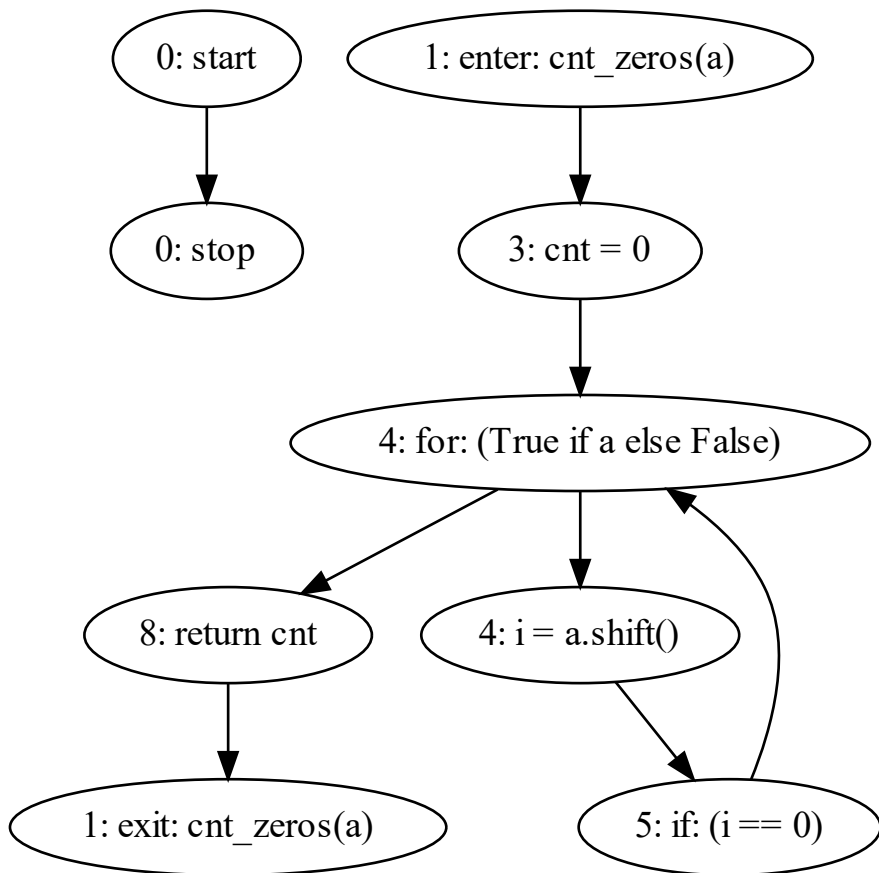 0: start
1: enter: cnt_zeros(a)
0: stop
3: cnt = 0
4: for: (True if a else False)
8: return cnt
4: i = a.shift()
1: exit: cnt_zeros(a)
5: if: (i == 0)